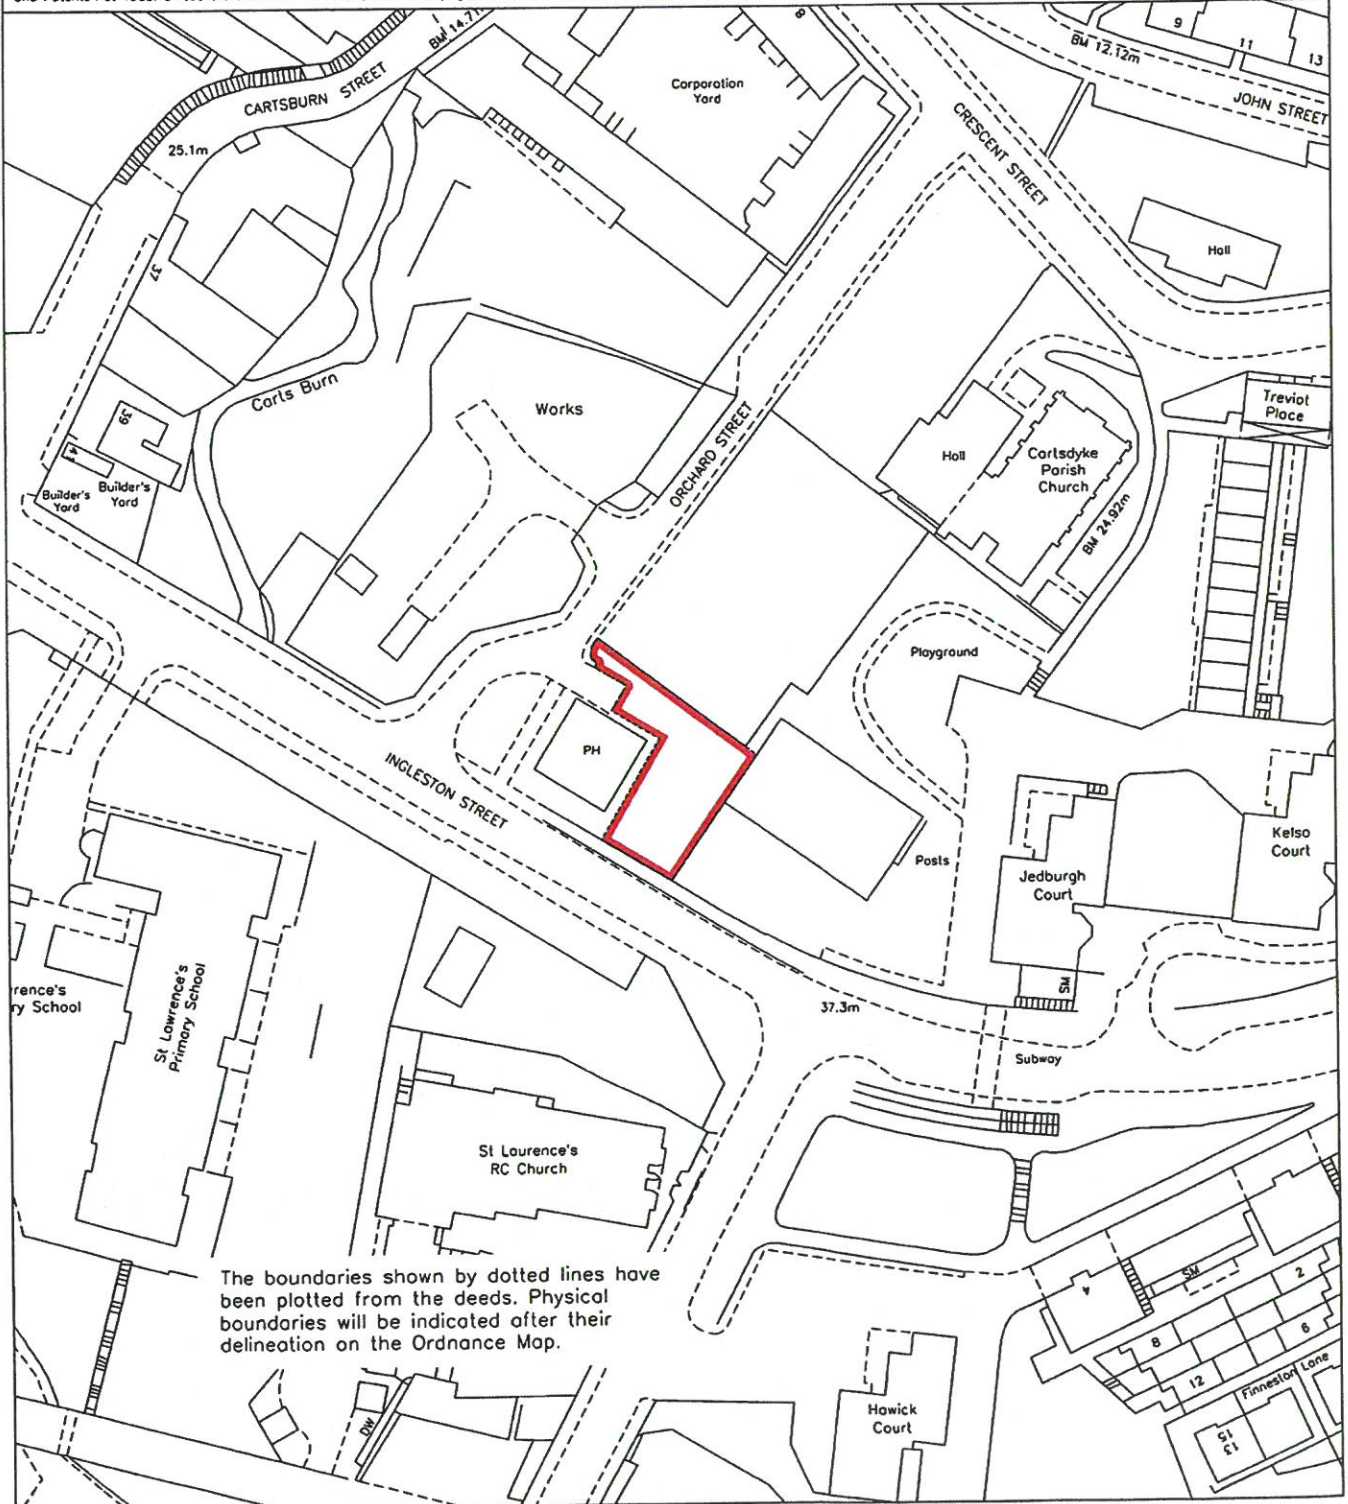 BM 14.71m
CARTSBURN STREET
25.1m
8
Corporation
Yard
9
11
13
BM 12.12m
JOHN STREET
CRESCENT STREET
Hall
37
Carts Burn
Works
39
41
Builder's
Yard
Builder's
Yard
ORCHARD STREET
Hall
Cartsdyke
Parish
Church
BM 24.92m
Treviot
Place
Playground
PH
INGLESTON STREET
Posts
Jedburgh
Court
Kelso
Court
SM
rence's
ry School
St Lawrence's
Primary School
37.3m
Subway
St Laurence's
RC Church
The boundaries shown by dotted lines have
been plotted from the deeds. Physical
boundaries will be indicated after their
delineation on the Ordnance Map.
4
SM
2
8
6
12
Finneston Lane
13
15
DW
Hawick
Court